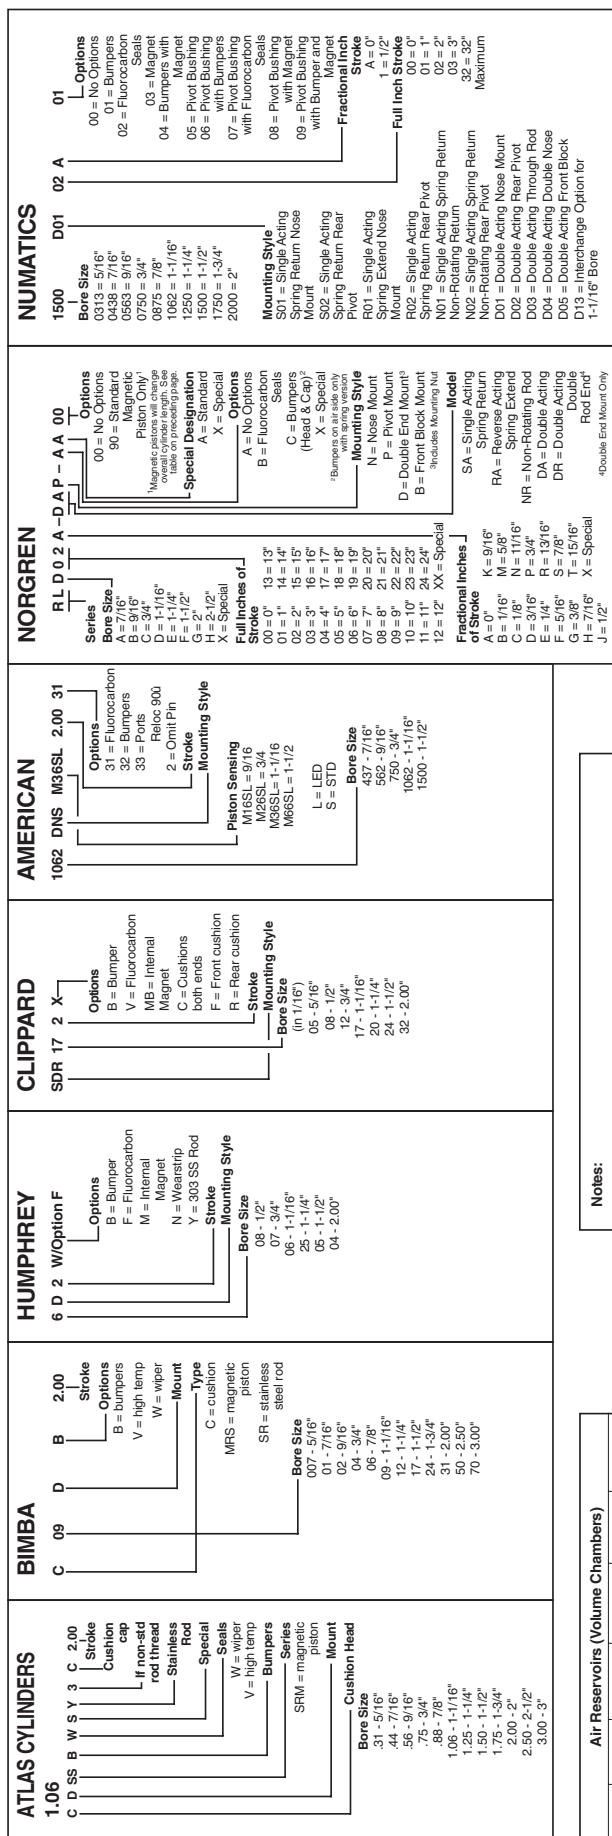 ATLAS CYLINDERS
1.06
C D SS B W S Y 3 C 2.00
Stroke
Cushion
cap
If non-std
rod thread
Stainless
Rod
Special
Seals
W = wiper
V = high temp
Bumpers
Series
SRM = magnetic
piston
Mount
Cushion Head
Bore Size
.31 - 5/16"
.44 - 7/16"
.56 - 9/16"
.75 - 3/4"
.88 - 7/8"
1.06 - 1-1/16"
1.25 - 1-1/4"
1.50 - 1-1/2"
1.75 - 1-3/4"
2.00 - 2"
2.50 - 2-1/2"
3.00 - 3"
BIMBA
C 09 D B 2.00
Stroke
Options
B = bumpers
V = high temp
W = wiper
Mount
Type
C = cushion
MRS = magnetic
piston
SR = stainless
steel rod
Bore Size
007 - 5/16"
01 - 7/16"
02 - 9/16"
04 - 3/4"
06 - 7/8"
09 - 1-1/16"
12 - 1-1/4"
17 - 1-1/2"
24 - 1-3/4"
31 - 2.00"
50 - 2.50"
70 - 3.00"
HUMPHREY
6 D 2 W/Option F
Options
B = Bumper
F = Fluorocarbon
M = Internal
Magnet
N = Wearstrip
Y = 303 SS Rod
Stroke
Mounting Style
Bore Size
08 - 1/2"
07 - 3/4"
06 - 1-1/16"
25 - 1-1/4"
05 - 1-1/2"
04 - 2.00"
CLIPPARD
SDR 17 2 X
Options
B = Bumper
V = Fluorocarbon
MB = Internal
Magnet
C = Cushions
both ends
F = Front cushion
R = Rear cushion
Stroke
Mounting Style
Bore Size
(in 1/16")
05 - 5/16"
08 - 1/2"
12 - 3/4"
17 - 1-1/16"
20 - 1-1/4"
24 - 1-1/2"
32 - 2.00"
AMERICAN
1062 DNS M36SL 2.00 31
Options
31 = Fluorocarbon
32 = Bumpers
33 = Ports
Reloc 90û
2 = Omit Pin
Stroke
Mounting Style
Piston Sensing
M16SL = 9/16
M26SL = 3/4
M36SL= 1-1/16
M66SL = 1-1/2
L = LED
S = STD
Bore Size
437 - 7/16"
562 - 9/16"
750 - 3/4"
1062 - 1-1/16"
1500 - 1-1/2"
NORGREN
R L D 0 2 A – D A P – A A 00
Series
Bore Size
A = 7/16"
B = 9/16"
C = 3/4"
D = 1-1/16"
E = 1-1/4"
F = 1-1/2"
G = 2"
H = 2-1/2"
X = Special
Full Inches of
Stroke
00 = 0" 13 = 13"
01 1" 14 = 14"
02 2" 15 = 15"
03 = 3" 16 = 16"
04 = 4" 17 = 17"
05 = 5" 18 = 18"
06 = 6" 19 = 19"
07 = 7" 20 = 20"
08 = 8" 21 = 21"
09 = 9" 22 = 22"
10 = 10" 23 = 23"
11 = 11" 24 = 24"
12 = 12" XX = Special
Fractional Inches
of Stroke
A = 0" K = 9/16"
B = 1/16" M = 5/8"
C = 1/8" N = 11/16"
D = 3/16" P = 3/4"
E = 1/4" R = 13/16"
F = 5/16" S = 7/8"
G = 3/8" T = 15/16"
H = 7/16" X = Special
J = 1/2"
Options
00 = No Options
90 = Standard
Magnetic
Piston Only¹
¹Magnetic pistons will change
overall cylinder length. See
table on preceding page.
Special Designation
A = Standard
X = Special
Options
A = No Options
B = Fluorocarbon
Seals
C = Bumpers
(Head & Cap)²
X = Special
²Bumpers on air side only
with spring version
Mounting Style
N = Nose Mount
P = Pivot Mount
D = Double End Mount³
B = Front Block Mount
³Includes Mounting Nut
Model
SA = Single Acting
Spring Return
RA = Reverse Acting
Spring Extend
NR = Non-Rotating Rod
DA = Double Acting
DR = Double Acting
Double
Rod End⁴
⁴Double End Mount Only
NUMATICS
1500 D01 02 A 01
Bore Size
0313 = 5/16"
0438 = 7/16"
0563 = 9/16"
0750 = 3/4"
0875 = 7/8"
1062 = 1-1/16"
1250 = 1-1/4"
1500 = 1-1/2"
1750 = 1-3/4"
2000 = 2"
Mounting Style
S01 = Single Acting
Spring Return Nose
Mount
S02 = Single Acting
Spring Return Rear
Pivot
R01 = Single Acting
Spring Extend Nose
Mount
R02 = Single Acting
Spring Return Rear Pivot
N01 = Single Acting Spring Return
Non-Rotating Return
N02 = Single Acting Spring Return
Non-Rotating Rear Pivot
D01 = Double Acting Nose Mount
D02 = Double Acting Rear Pivot
D03 = Double Acting Through Rod
D04 = Double Acting Double Nose
D05 = Double Acting Front Block
D13 = Interchange Option for
1-1/16" Bore
Options
00 = No Options
01 = Bumpers
02 = Fluorocarbon
Seals
03 = Magnet
04 = Bumpers with
Magnet
05 = Pivot Bushing
06 = Pivot Bushing
with Bumpers
07 = Pivot Bushing
with Fluorocarbon
Seals
08 = Pivot Bushing
with Magnet
09 = Pivot Bushing
with Bumper and
Magnet
Fractional Inch
Stroke
A = 0"
1 = 1/2"
Full Inch Stroke
00 = 0"
01 = 1"
02 = 2"
03 = 3"
32 = 32"
Maximum
Air Reservoirs (Volume Chambers)
Notes: